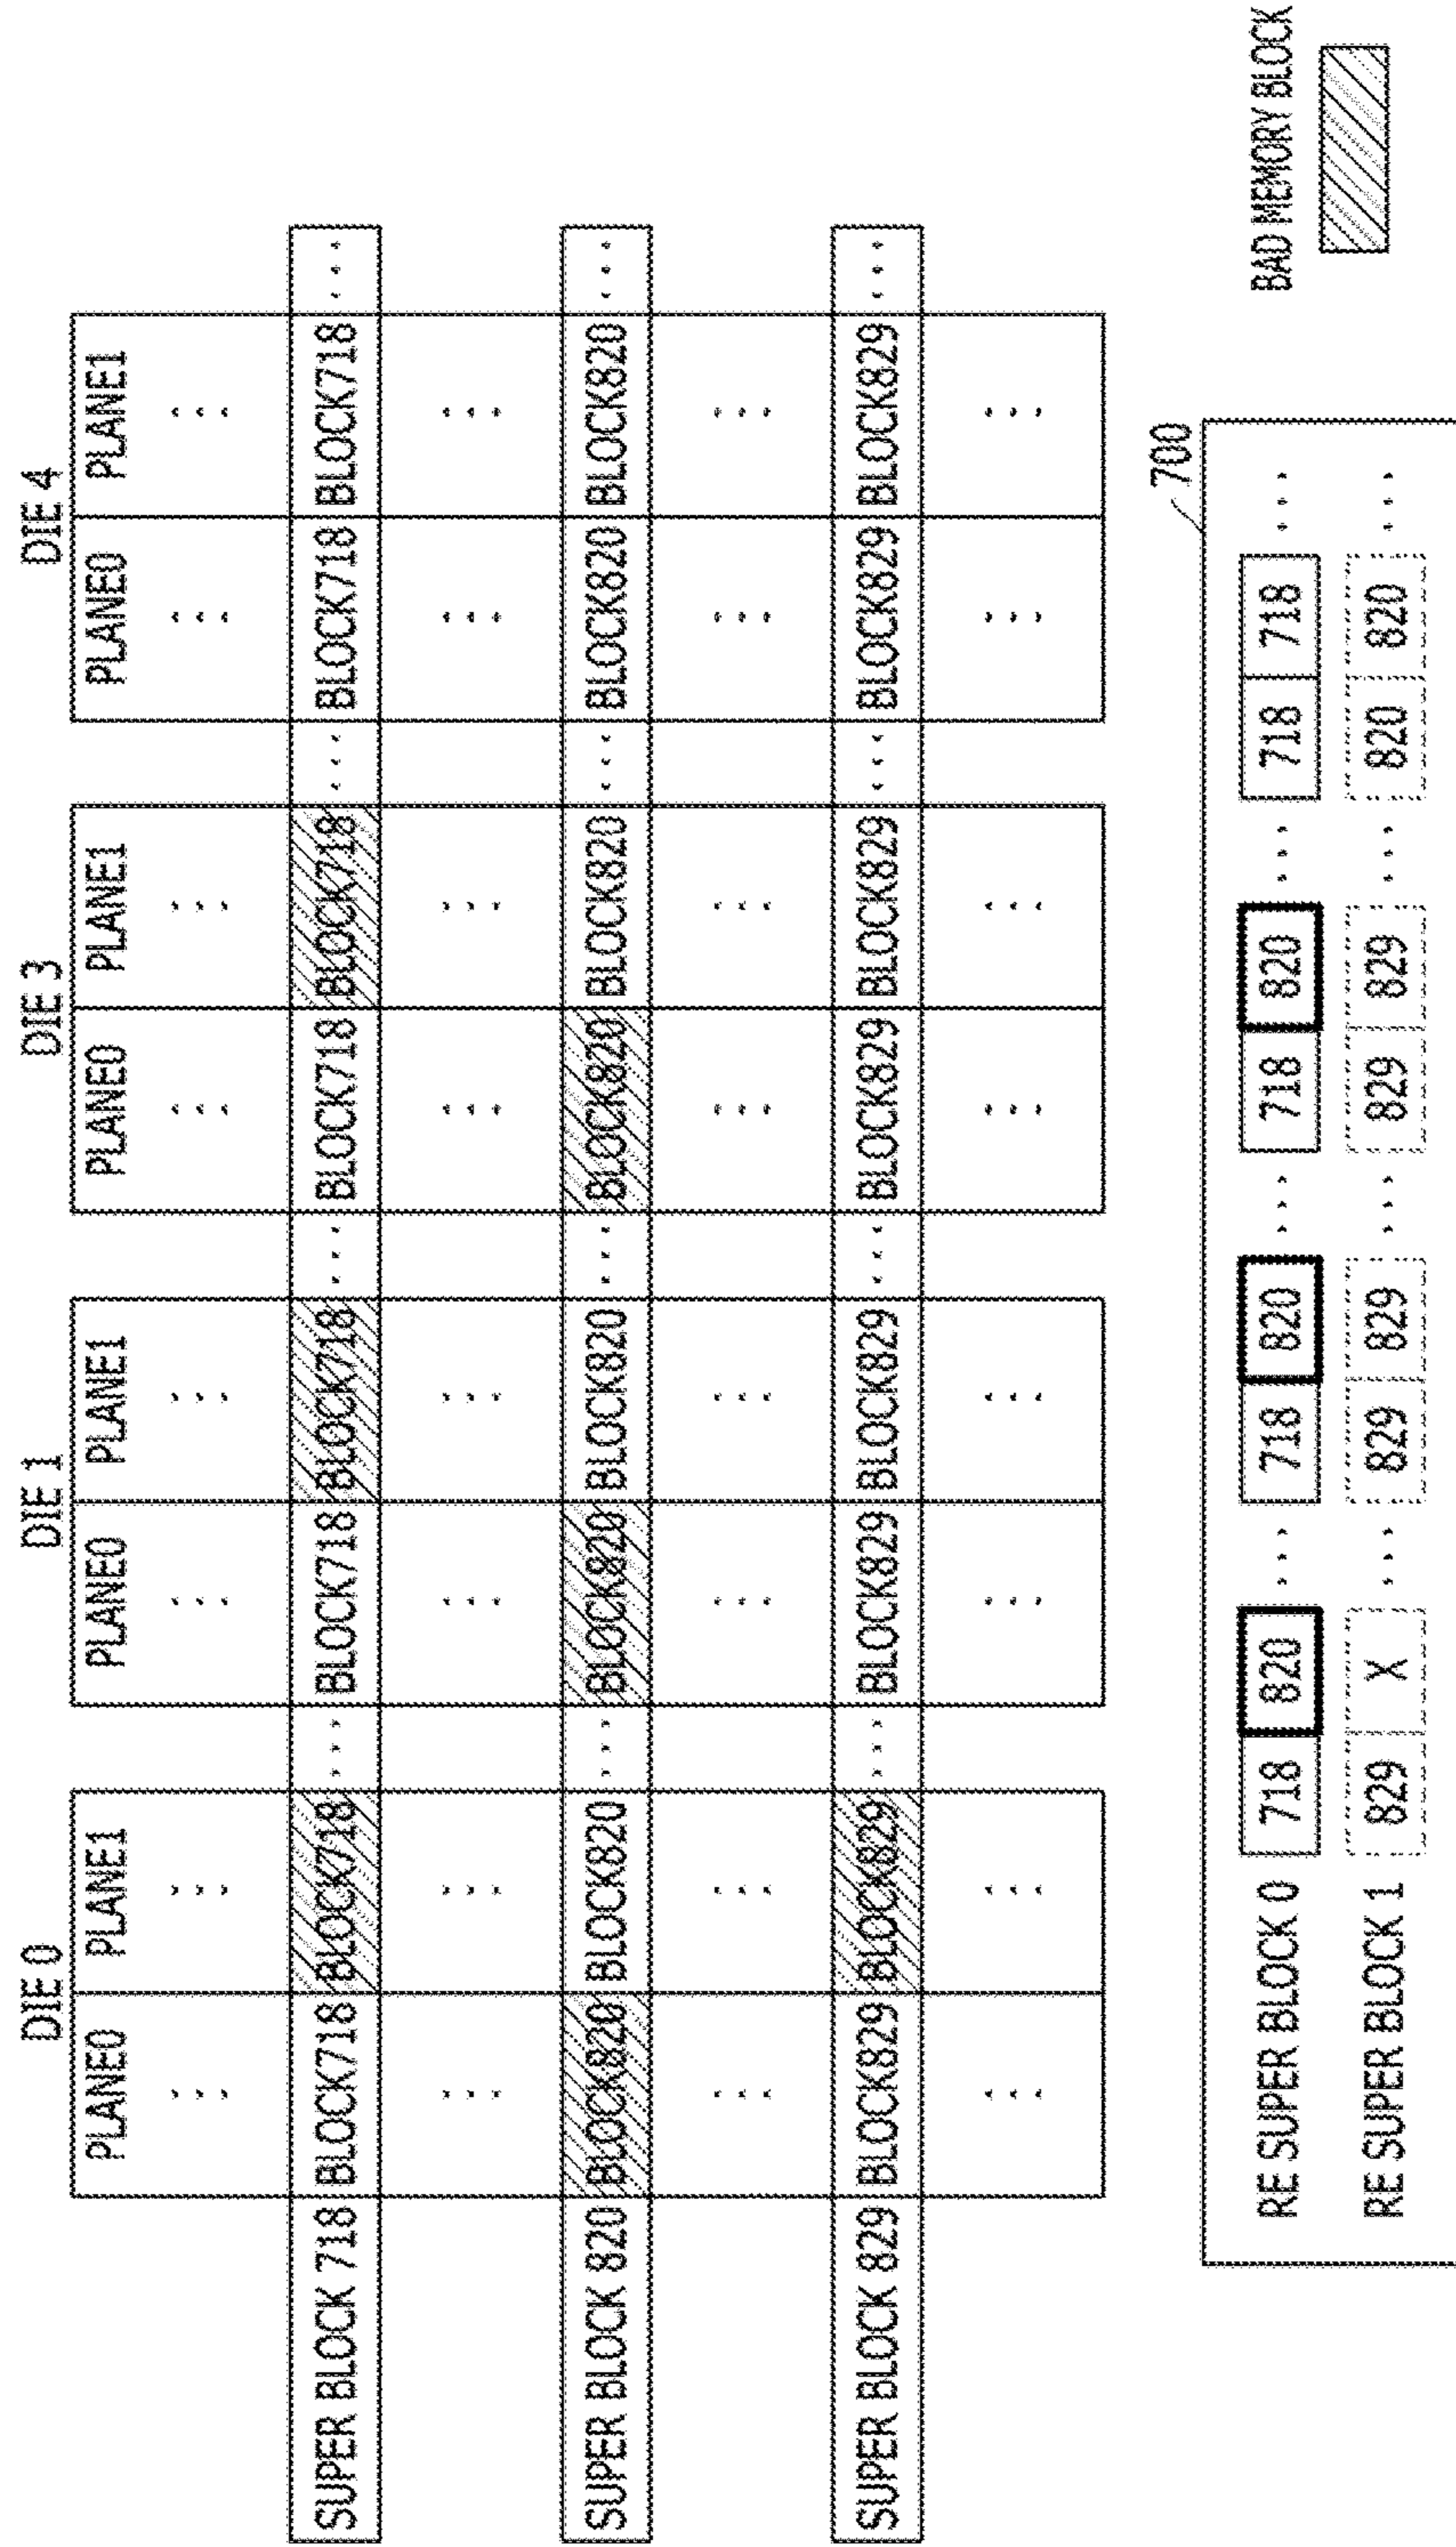 DIE 0 DIE 1 DIE 3 DIE 4
PLANE0 PLANE1 PLANE0 PLANE1 PLANE0 PLANE1 PLANE0 PLANE1
... ... ... ... ... ... ... ...
SUPER BLOCK 718 BLOCK718 BLOCK718 ... BLOCK718 BLOCK718 ... BLOCK718 BLOCK718 ... BLOCK718 BLOCK718 ...
... ... ... ... ... ... ... ...
SUPER BLOCK 820 BLOCK820 BLOCK820 ... BLOCK820 BLOCK820 ... BLOCK820 BLOCK820 ... BLOCK820 BLOCK820 ...
... ... ... ... ... ... ... ...
SUPER BLOCK 829 BLOCK829 BLOCK829 ... BLOCK829 BLOCK829 ... BLOCK829 BLOCK829 ... BLOCK829 BLOCK829 ...
... ... ... ... ... ... ... ...
700
RE SUPER BLOCK 0 718 820 ... 718 820 ... 718 820 ... 718 718 ...
RE SUPER BLOCK 1 829 X ... 829 829 ... 829 829 ... 820 820 ...
BAD MEMORY BLOCK